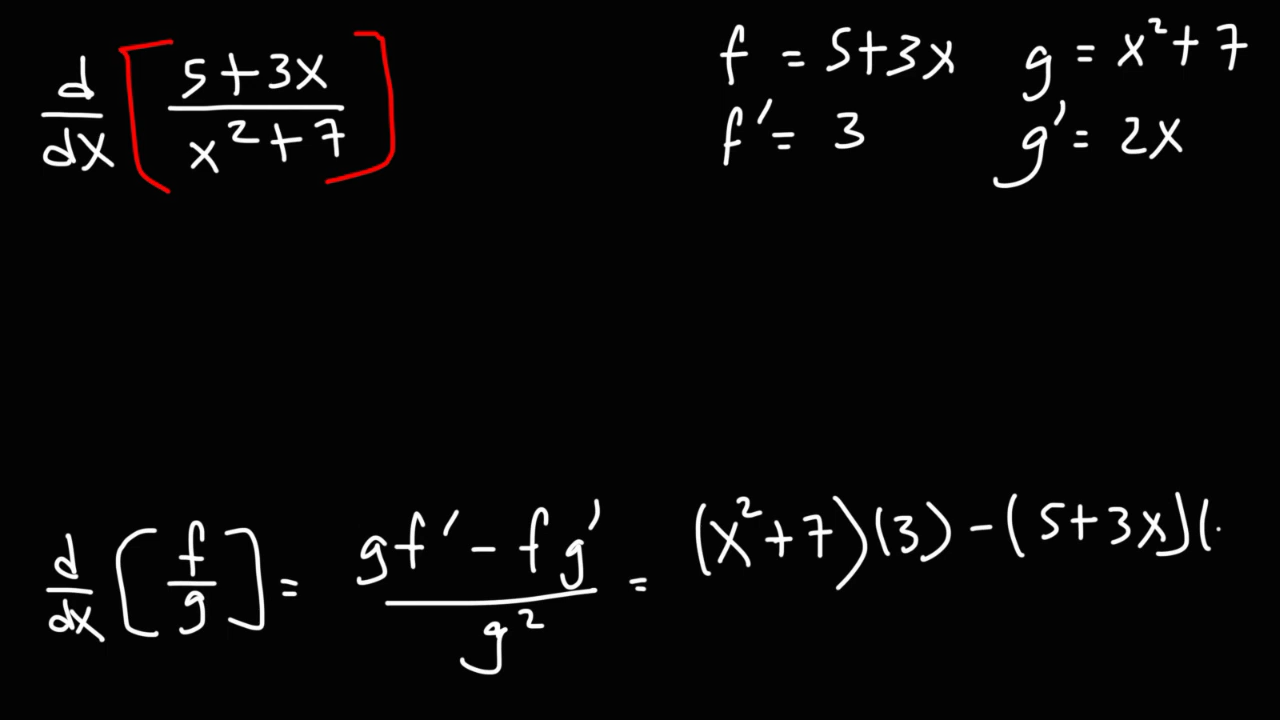 d/dx [ (5+3x)/(x²+7) ]
f = 5+3x   g = x²+7
f' = 3   g' = 2x
d/dx [ f/g ] = (gf' - fg')/g² = (x²+7)(3) - (5+3x)(